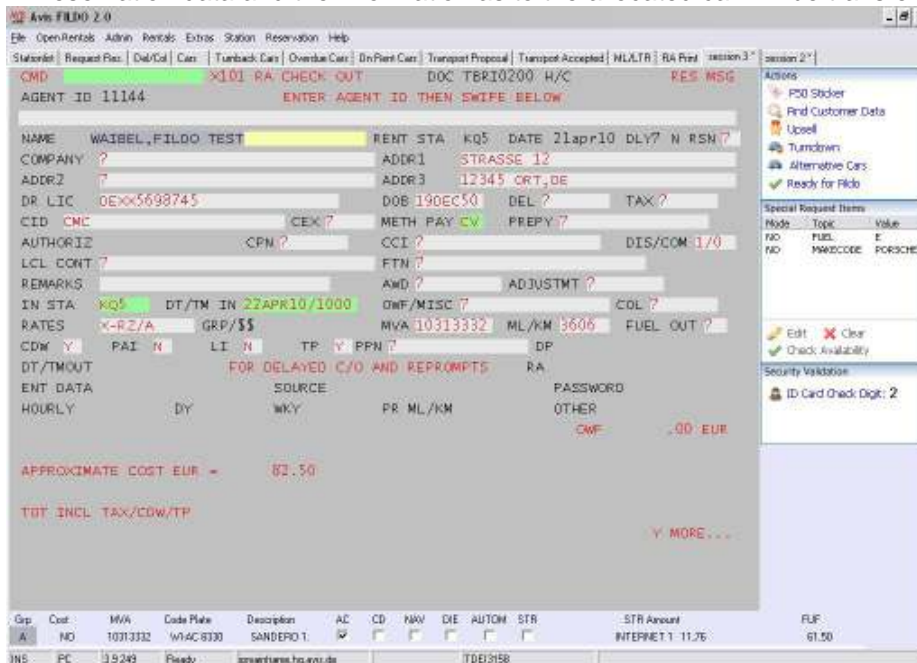 Avis FILDO 2.0
File OpenRentals Admin Rentals Extras Station Reservation Help
Stationlist Request Res. Del/Col Cars Turnback Cars Overdue Cars On Rent Cars Transport Proposal Transport Accepted ML/LTR RA Print session 3 * session 2 *
CMD X101 RA CHECK OUT DOC TBRI0200 H/C RES MSG
AGENT ID 11144 ENTER AGENT ID THEN SWIFE BELOW
NAME WAIBEL,FILDO TEST RENT STA KQ5 DATE 21apr10 DLY? N RSN ?
COMPANY ? ADDR1 STRASSE 12
ADDR2 ? ADDR3 12345 ORT,DE
DR LIC DEXX5698745 DOB 19DEC50 DEL ? TAX ?
CID CMC CEX ? METH PAY CV PREPY ?
AUTHORIZ CPN ? CCI ? DIS/COM 1/0
LCL CONT ? FTN ?
REMARKS AWD ? ADJUSTMT ?
IN STA KQ5 DT/TM IN 22APR10/1000 OWF/MISC ? COL ?
RATES X-RZ/A GRP/$$ MVA 10313332 ML/KM 3606 FUEL OUT ?
CDW Y PAI N LI N TP Y PPN ? DP
DT/TMOUT FOR DELAYED C/O AND REPROMPTS RA
ENT DATA SOURCE PASSWORD
HOURLY DY WKY PR ML/KM OTHER
OWF .00 EUR
APPROXIMATE COST EUR = 82.50
TOT INCL TAX/CDW/TP
Y MORE...
Actions
P50 Sticker
Find Customer Data
Upsell
Turndown
Alternative Cars
Ready for Fildo
Special Request Items
Mode Topic Value
NO FUEL E
NO MAKECODE PORSCHE
Edit Clear
Check Availability
Security Validation
ID Card Check Digit: 2
Grp Cost MVA Code Plate Description AC CD NAV DIE AUTOM STR STR Amount FUF
A NO 10313332 WI-AC 8330 SANDERO 1. INTERNET 1 11.76 61.50
INS PC 3.9.249 Ready TDEI3158